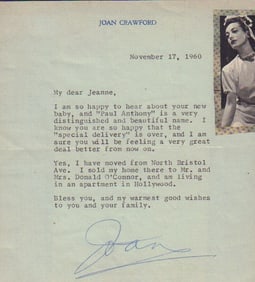 JOAN CRAWFORD
November 17, 1960
My dear Jeanne,
I am so happy to hear about your new
baby, and "Paul Anthony" is a very
distinguished and beautiful name. I
know you are so happy that the
"special delivery" is over, and I am
sure you will be feeling a very great
deal better from now on.
Yes, I have moved from North Bristol
Ave. I sold my home there to Mr. and
Mrs. Donald O'Connor, and am living
in an apartment in Hollywood.
Bless you, and my warmest good wishes
to you and your family.
Joan